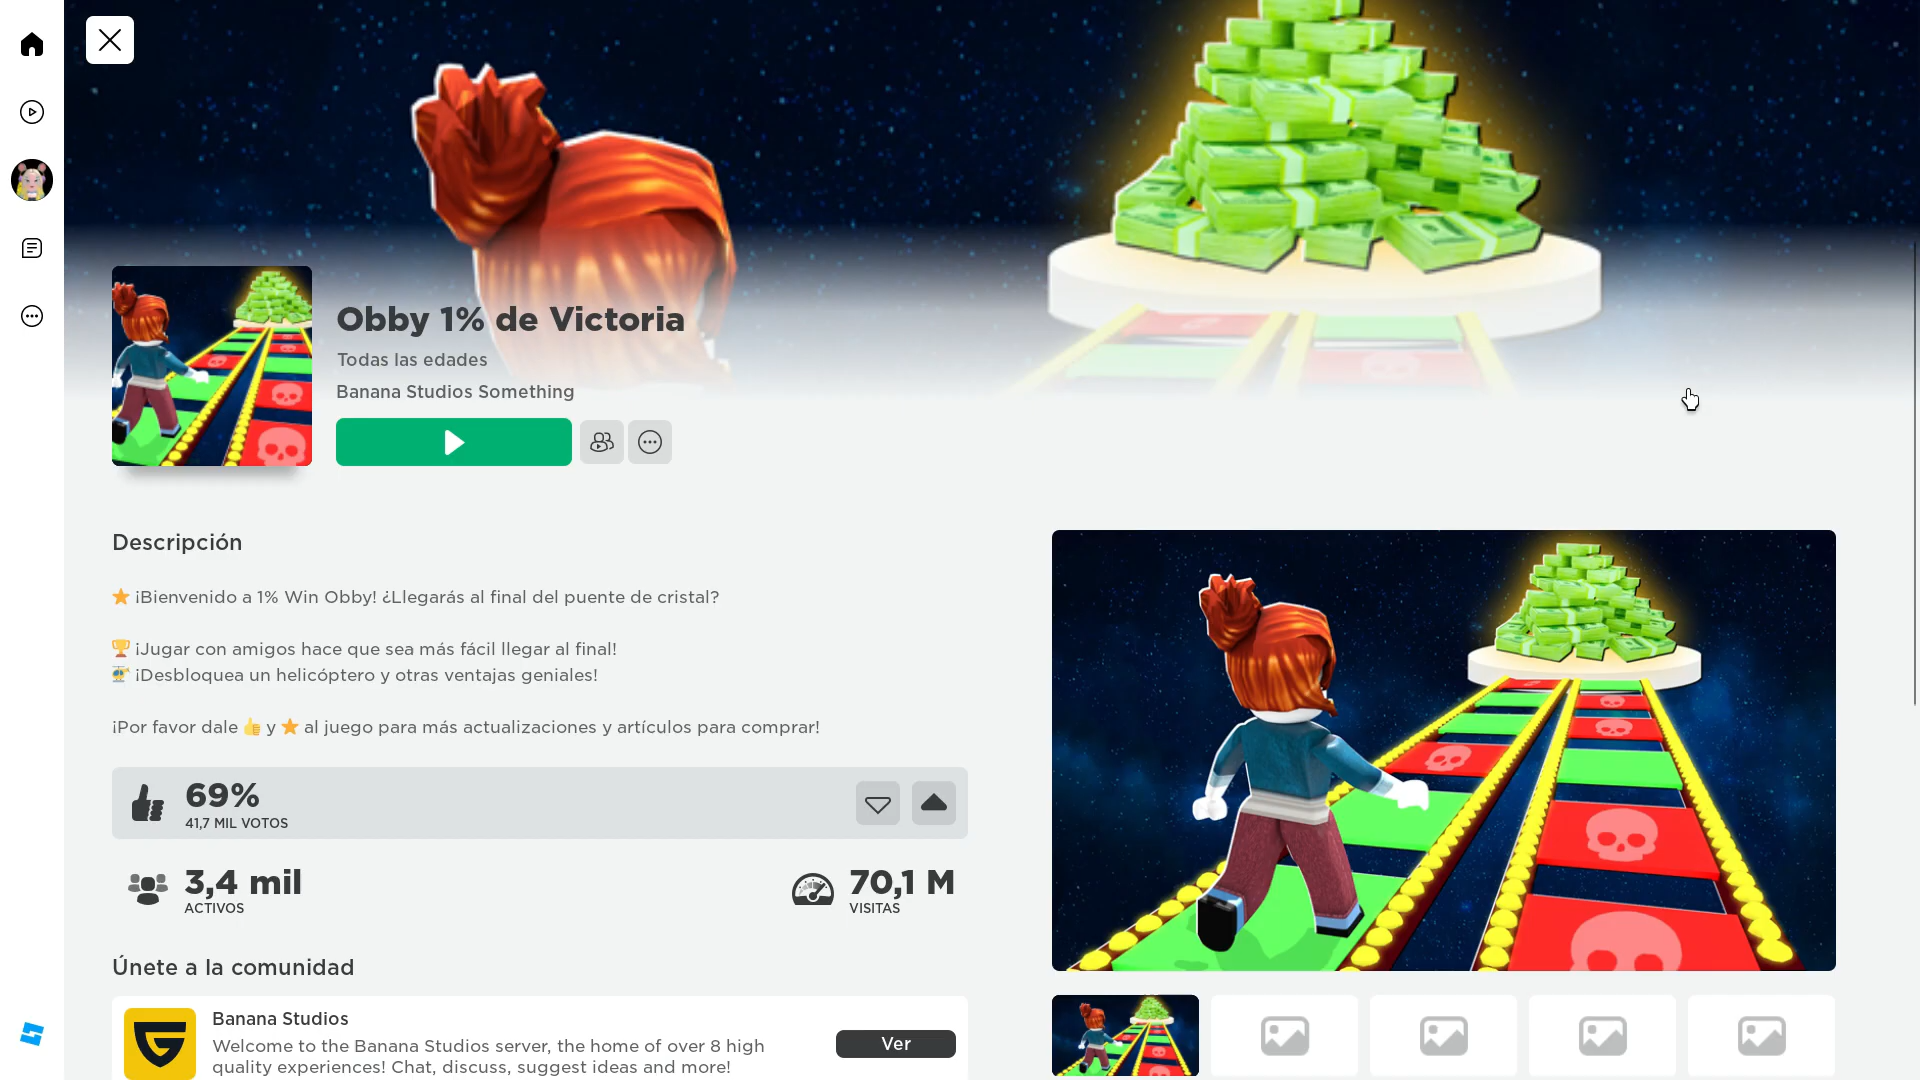 Obby 1% de Victoria
Todas las edades
Banana Studios Something
Descripción
⭐ ¡Bienvenido a 1% Win Obby! ¿Llegarás al final del puente de cristal?
🏆 ¡Jugar con amigos hace que sea más fácil llegar al final!
🚁 ¡Desbloquea un helicóptero y otras ventajas geniales!
¡Por favor dale 👍 y ⭐ al juego para más actualizaciones y artículos para comprar!
69%
41,7 MIL VOTOS
3,4 mil
ACTIVOS
70,1 M
VISITAS
Únete a la comunidad
Banana Studios
Welcome to the Banana Studios server, the home of over 8 high
quality experiences! Chat, discuss, suggest ideas and more!
Ver